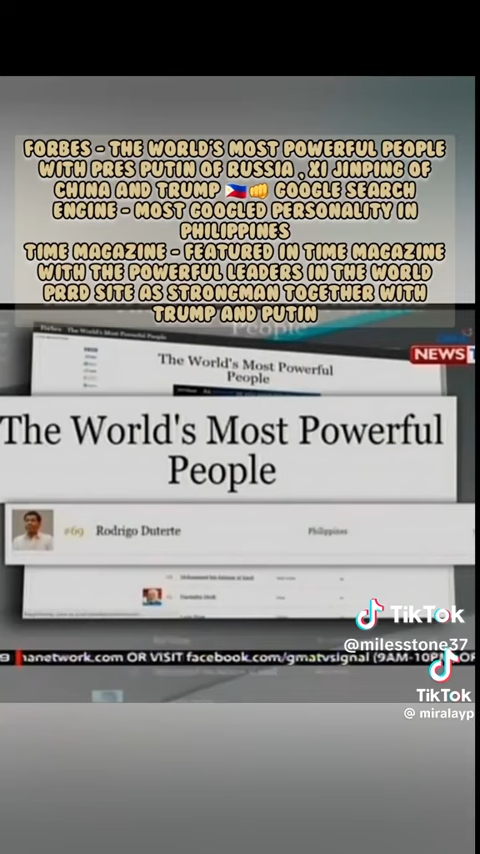 FORBES - THE WORLD'S MOST POWERFUL PEOPLE
WITH PRES PUTIN OF RUSSIA , XI JINPING OF
CHINA AND TRUMP 🇵🇭👊 GOOGLE SEARCH
ENGINE - MOST GOOGLED PERSONALITY IN
PHILIPPINES
TIME MAGAZINE - FEATURED IN TIME MAGAZINE
WITH THE POWERFUL LEADERS IN THE WORLD
PRRD SITE AS STRONGMAN TOGETHER WITH
TRUMP AND PUTIN
People
The World's Most Powerful
People
NEWS
The World's Most Powerful
People
#69 Rodrigo Duterte Philippines
TikTok
@milesstone37
anetwork.com OR VISIT facebook.com/gmatvsignal (9AM-10P
TikTok
@ miralayp